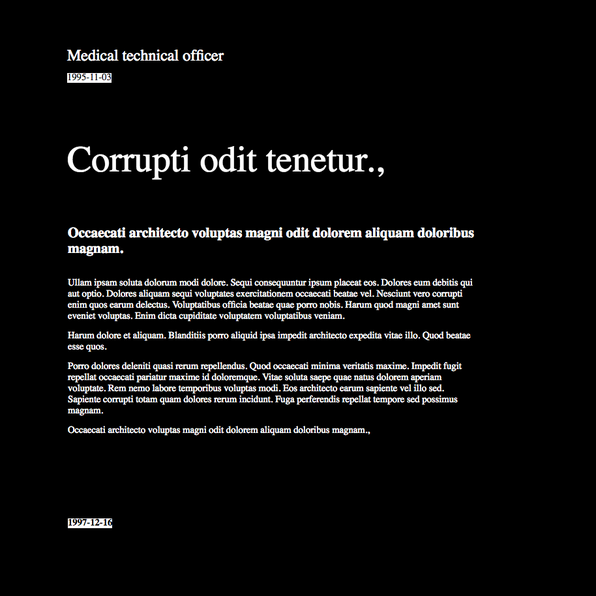 Medical technical officer
1995-11-03
Corrupti odit tenetur.,
Occaecati architecto voluptas magni odit dolorem aliquam doloribus
magnam.
Ullam ipsam soluta dolorum modi dolore. Sequi consequuntur ipsum placeat eos. Dolores eum debitis qui
aut optio. Dolores aliquam sequi voluptates exercitationem occaecati beatae vel. Nesciunt vero corrupti
enim quos earum delectus. Voluptatibus officia beatae quae porro nobis. Harum quod magni amet sunt
eveniet voluptas. Enim dicta cupiditate voluptatem voluptatibus veniam.
Harum dolore et aliquam. Blanditiis porro aliquid ipsa impedit architecto expedita vitae illo. Quod beatae
esse quos.
Porro dolores deleniti quasi rerum repellendus. Quod occaecati minima veritatis maxime. Impedit fugit
repellat occaecati pariatur maxime id doloremque. Vitae soluta saepe quae natus dolorem aperiam
voluptate. Rem nemo labore temporibus voluptas modi. Eos architecto earum sapiente vel illo sed.
Sapiente corrupti totam quam dolores rerum incidunt. Fuga perferendis repellat tempore sed possimus
magnam.
Occaecati architecto voluptas magni odit dolorem aliquam doloribus magnam.,
1997-12-16